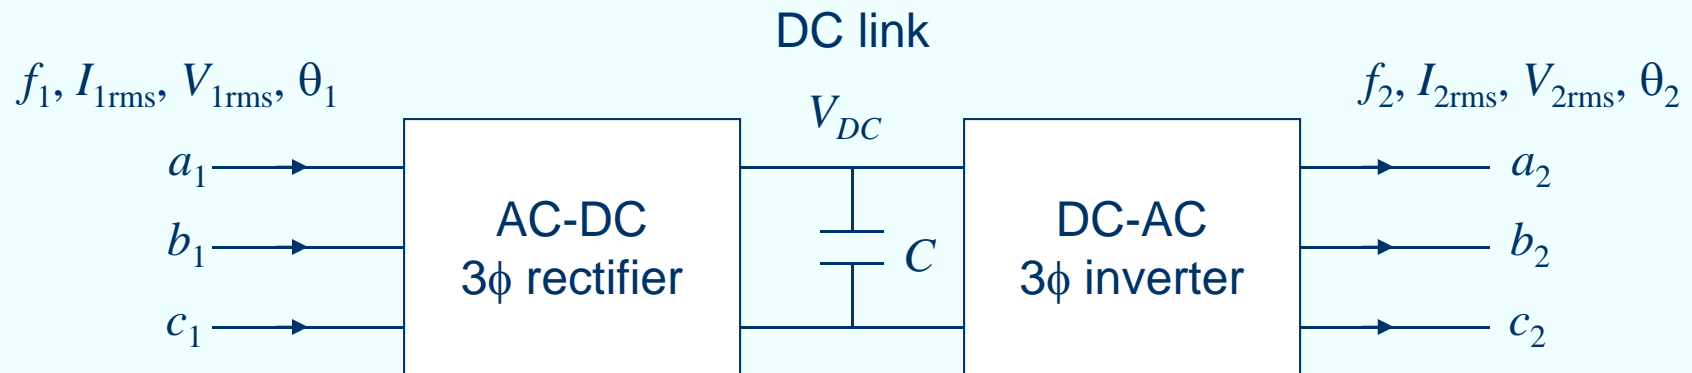 DC link
f₁, I₁rms, V₁rms, θ₁
f₂, I₂rms, V₂rms, θ₂
V_DC
a₁
AC-DC
3ϕ rectifier
DC-AC
3ϕ inverter
a₂
b₁
C
b₂
c₁
c₂